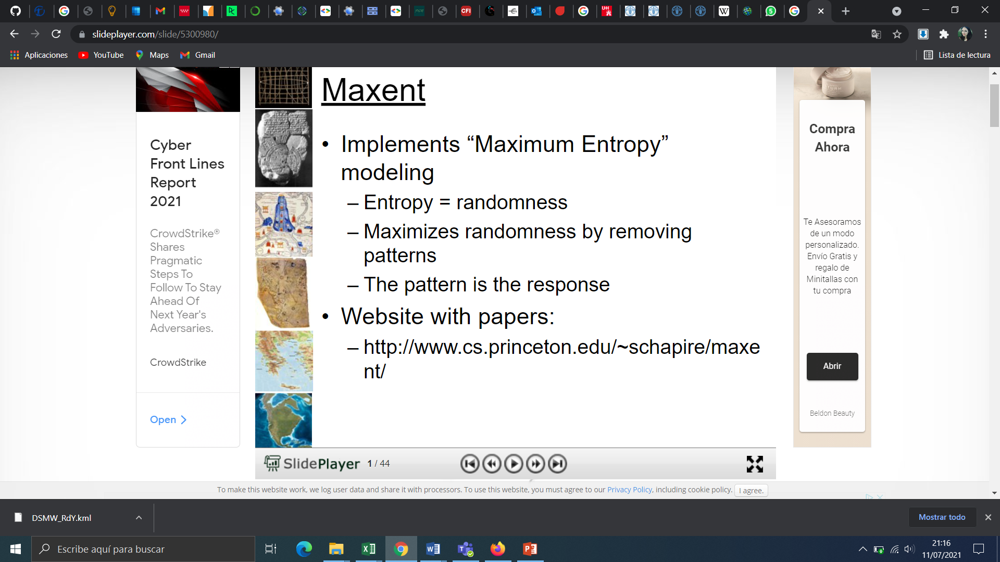 CFI
UH
W
5
slideplayer.com/slide/5300980/
Aplicaciones
YouTube
Maps
Gmail
Lista de lectura
Cyber
Front Lines
Report
2021
CrowdStrike®
Shares
Pragmatic
Steps To
Follow To Stay
Ahead Of
Next Year's
Adversaries.
CrowdStrike
Open
Maxent
• Implements “Maximum Entropy”
modeling
– Entropy = randomness
– Maximizes randomness by removing
patterns
– The pattern is the response
• Website with papers:
– http://www.cs.princeton.edu/~schapire/maxe
nt/
SlidePlayer 1 / 44
Compra
Ahora
Te Asesoramos
de un modo
personalizado.
Envío Gratis y
regalo de
Minitallas con
tu compra
Abrir
Beldon Beauty
To make this website work, we log user data and share it with processors. To use this website, you must agree to our Privacy Policy, including cookie policy. I agree.
DSMW_RdY.kml
Mostrar todo
Escribe aquí para buscar
21:16
11/07/2021